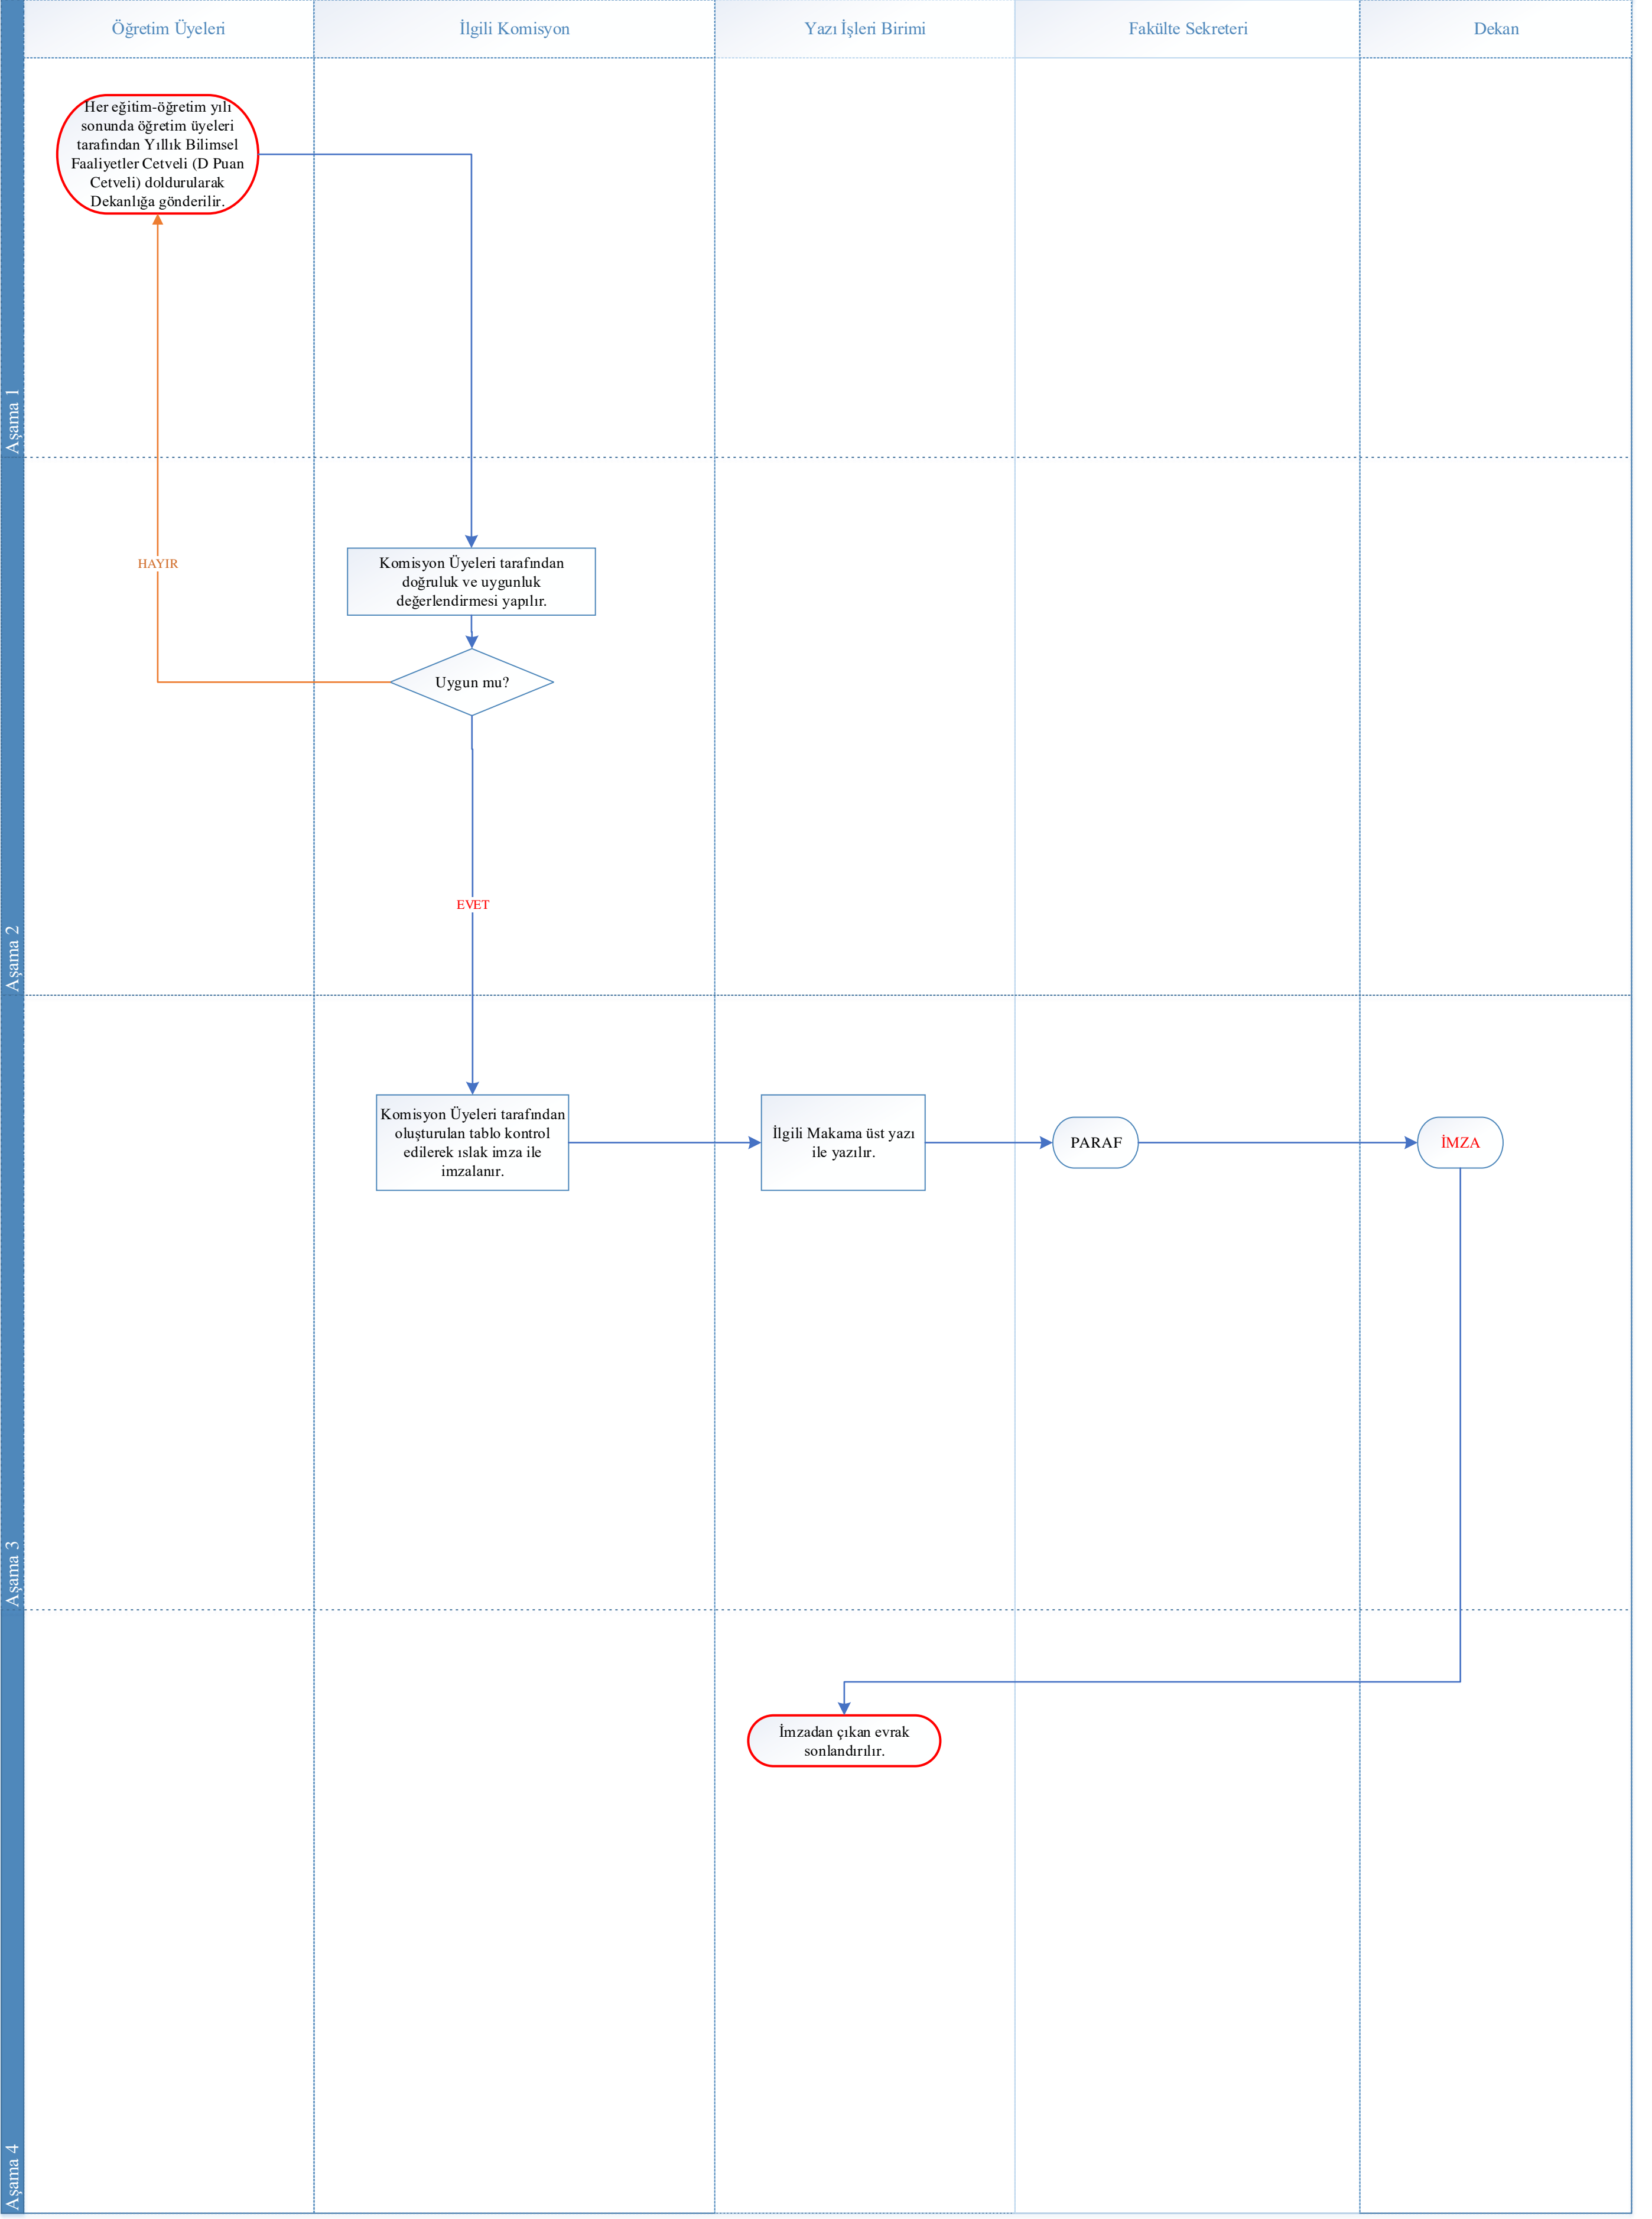 Öğretim Üyeleri
İlgili Komisyon
Yazı İşleri Birimi
Fakülte Sekreteri
Dekan
Aşama 1
Her eğitim-öğretim yılı
sonunda öğretim üyeleri
tarafından Yıllık Bilimsel
Faaliyetler Cetveli (D Puan
Cetveli) doldurularak
Dekanlığa gönderilir.
Aşama 2
HAYIR
Komisyon Üyeleri tarafından
doğruluk ve uygunluk
değerlendirmesi yapılır.
Uygun mu?
EVET
Aşama 3
Komisyon Üyeleri tarafından
oluşturulan tablo kontrol
edilerek ıslak imza ile
imzalanır.
İlgili Makama üst yazı
ile yazılır.
PARAF
İMZA
Aşama 4
İmzadan çıkan evrak
sonlandırılır.